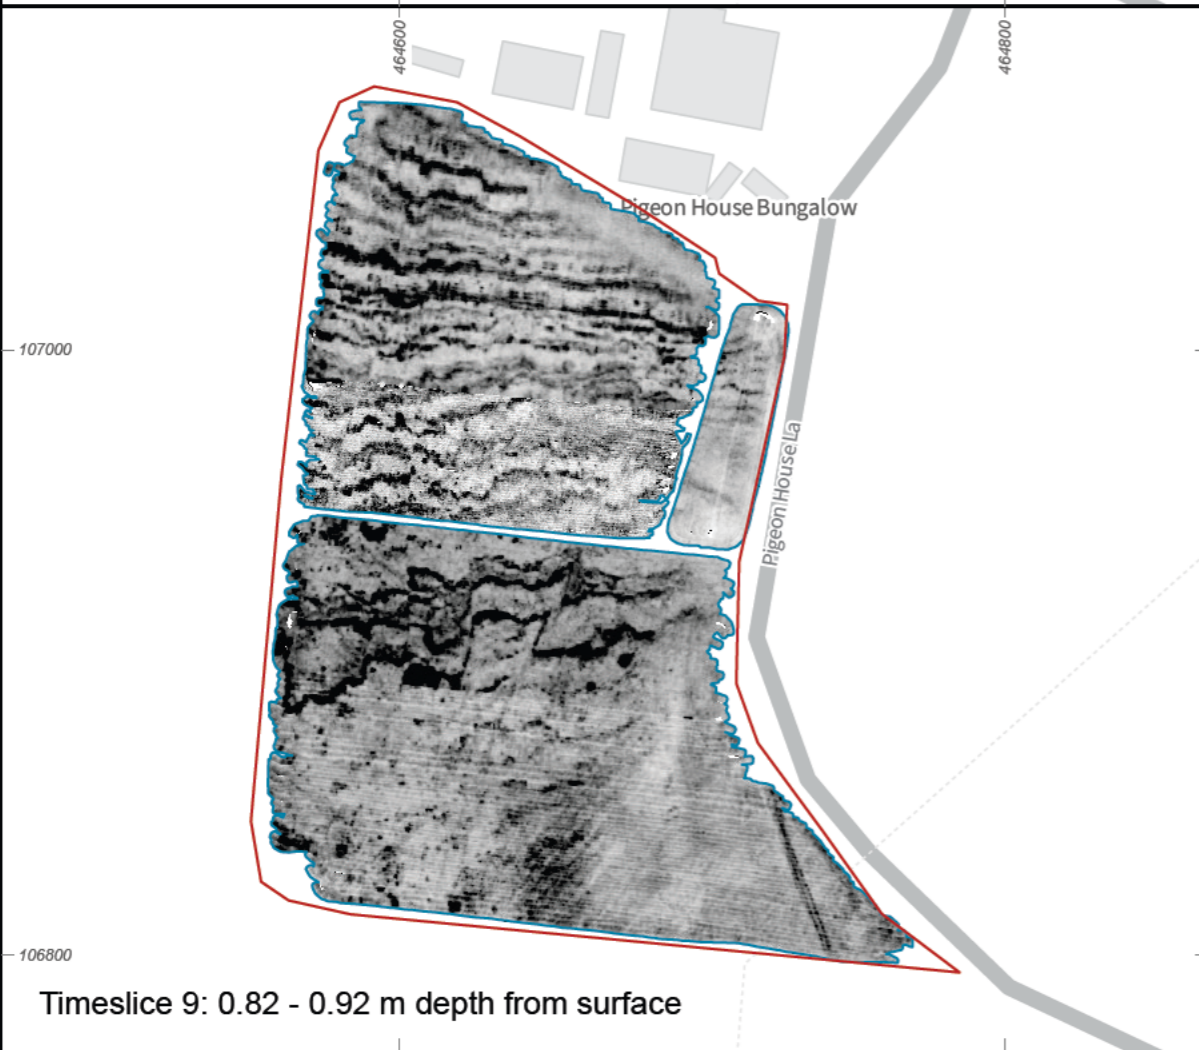 464600
464800
Pigeon House Bungalow
107000
Pigeon House La
106800
Timeslice 9: 0.82 - 0.92 m depth from surface